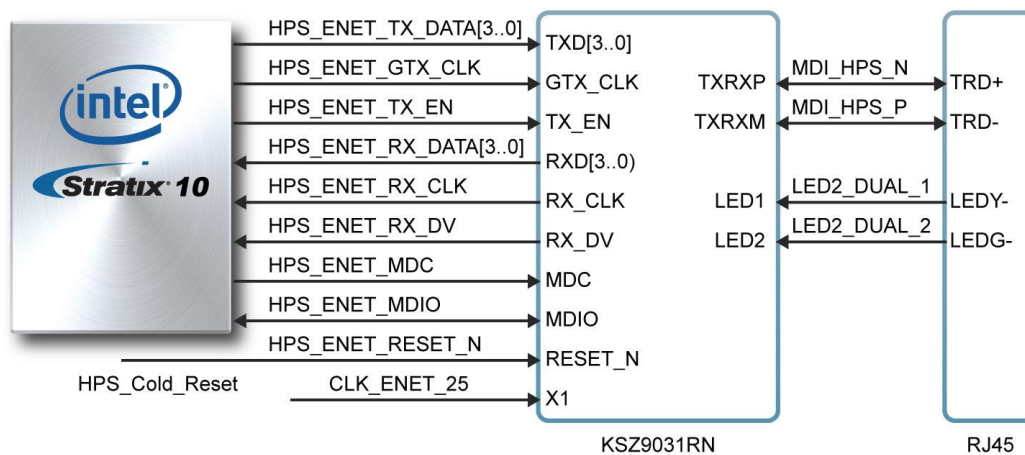 intel
Stratix 10
HPS_ENET_TX_DATA[3..0]
HPS_ENET_GTX_CLK
HPS_ENET_TX_EN
HPS_ENET_RX_DATA[3..0]
HPS_ENET_RX_CLK
HPS_ENET_RX_DV
HPS_ENET_MDC
HPS_ENET_MDIO
HPS_ENET_RESET_N
HPS_Cold_Reset
CLK_ENET_25
TXD[3..0]
GTX_CLK
TX_EN
RXD[3..0)
RX_CLK
RX_DV
MDC
MDIO
RESET_N
X1
TXRXP
TXRXM
LED1
LED2
KSZ9031RN
MDI_HPS_N
MDI_HPS_P
LED2_DUAL_1
LED2_DUAL_2
TRD+
TRD-
LEDY-
LEDG-
RJ45